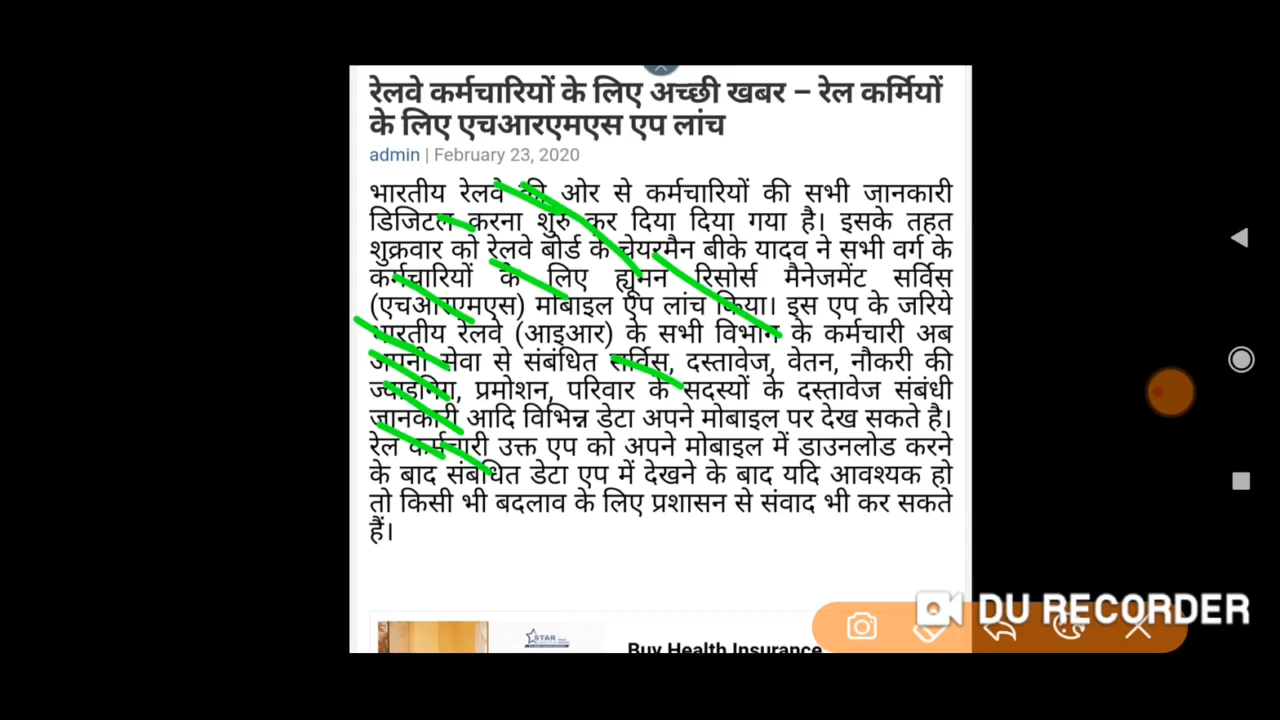 रेलवे कर्मचारियों के लिए अच्छी खबर – रेल कर्मियों
के लिए एचआरएमएस एप लांच
admin | February 23, 2020
भारतीय रेलवे की ओर से कर्मचारियों की सभी जानकारी
डिजिटल करना शुरु कर दिया दिया गया है। इसके तहत
शुक्रवार को रेलवे बोर्ड के चेयरमैन बीके यादव ने सभी वर्ग के
कर्मचारियों के लिए ह्यूमन रिसोर्स मैनेजमेंट सर्विस
(एचआरएमएस) मोबाइल एप लांच किया। इस एप के जरिये
भारतीय रेलवे (आइआर) के सभी विभाग के कर्मचारी अब
अपनी सेवा से संबंधित सर्विस, दस्तावेज, वेतन, नौकरी की
ज्वाइनिंग, प्रमोशन, परिवार के सदस्यों के दस्तावेज संबंधी
जानकारी आदि विभिन्न डेटा अपने मोबाइल पर देख सकते है।
रेल कर्मचारी उक्त एप को अपने मोबाइल में डाउनलोड करने
के बाद संबंधित डेटा एप में देखने के बाद यदि आवश्यक हो
तो किसी भी बदलाव के लिए प्रशासन से संवाद भी कर सकते
हैं।
DU RECORDER
STAR
Buy Health Insurance